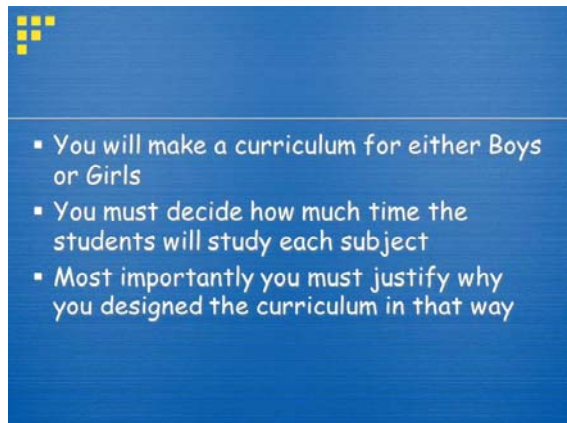 ▪ You will make a curriculum for either Boys
or Girls
▪ You must decide how much time the
students will study each subject
▪ Most importantly you must justify why
you designed the curriculum in that way